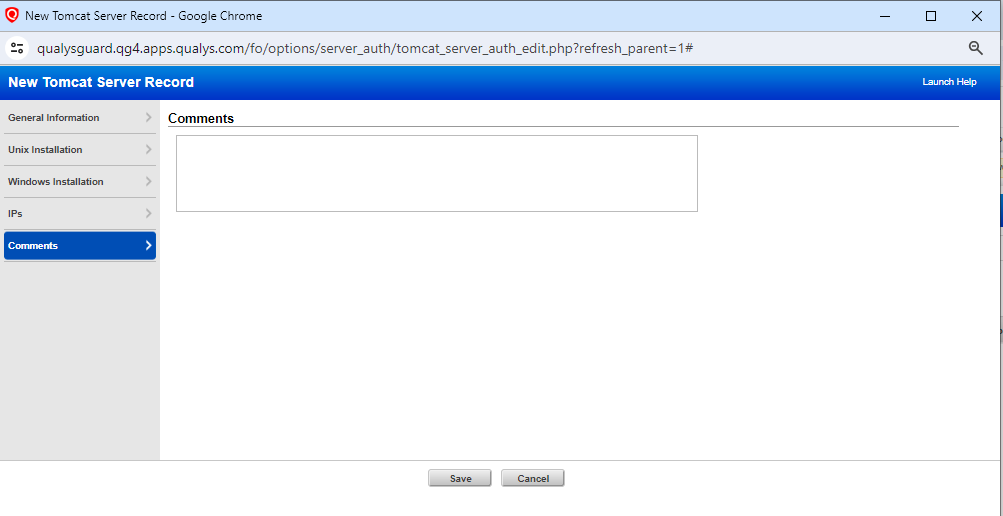 New Tomcat Server Record - Google Chrome
qualysguard.qg4.apps.qualys.com/fo/options/server_auth/tomcat_server_auth_edit.php?refresh_parent=1#
New Tomcat Server Record
Launch Help
General Information
Unix Installation
Windows Installation
IPs
Comments
Comments
Save
Cancel